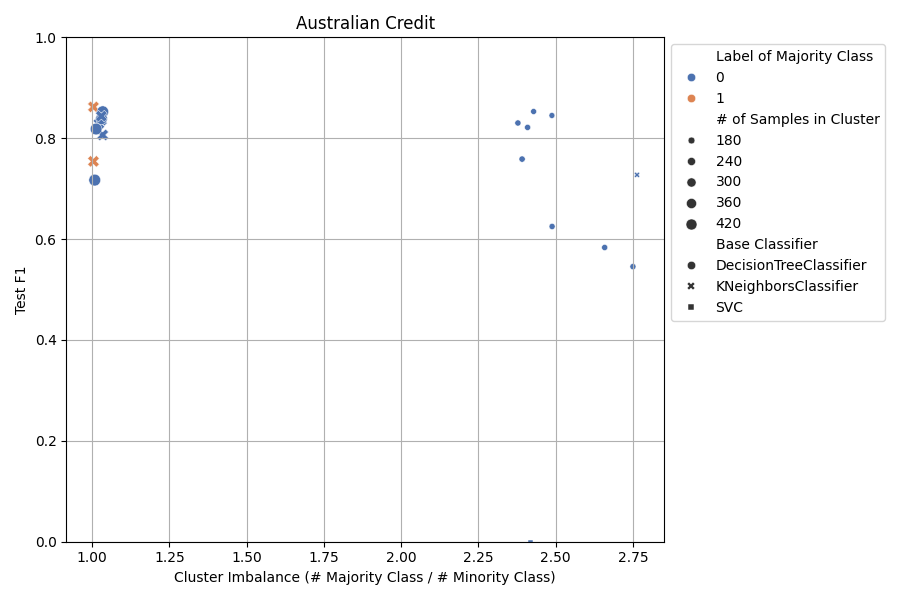 Australian Credit
Test F1
1.0
0.8
0.6
0.4
0.2
0.0
1.00 1.25 1.50 1.75 2.00 2.25 2.50 2.75
Cluster Imbalance (# Majority Class / # Minority Class)
Label of Majority Class
0
1
# of Samples in Cluster
180
240
300
360
420
Base Classifier
DecisionTreeClassifier
KNeighborsClassifier
SVC